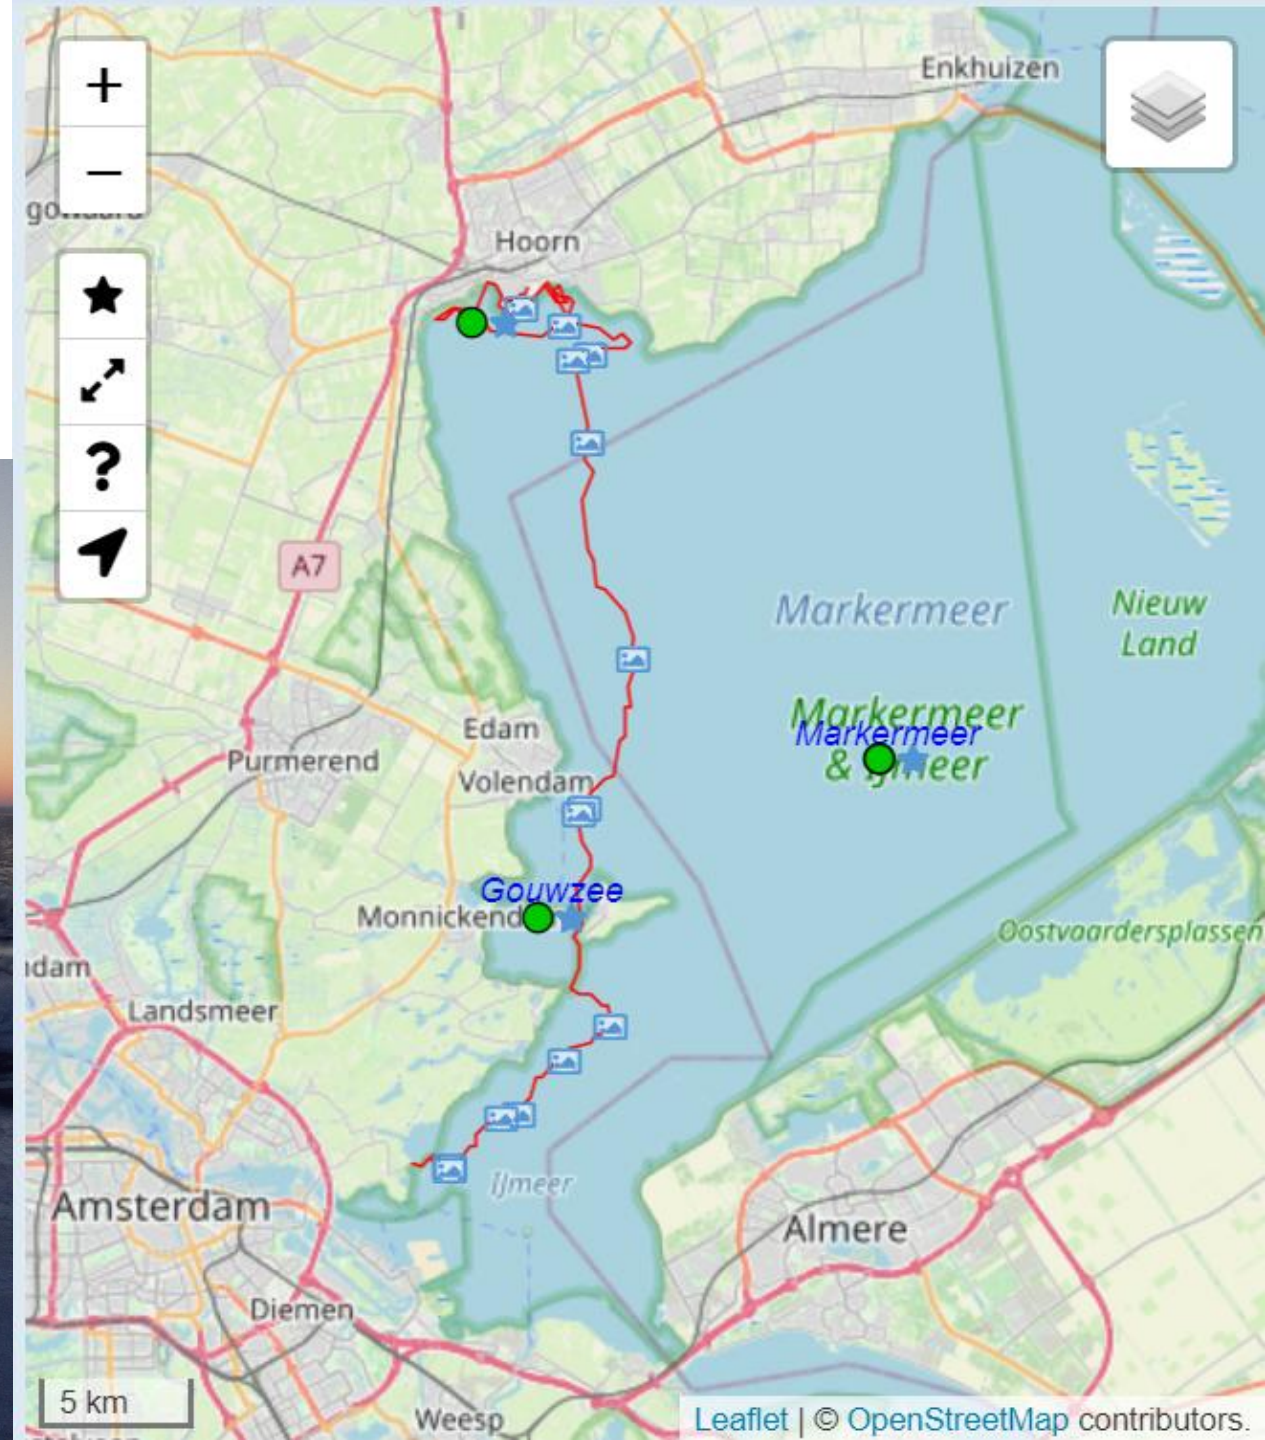 Enkhuizen
+
−
Hoorn
A7
Markermeer
Nieuw
Land
Markermeer
Markermeer
& IJmeer
Edam
Purmerend
Volendam
Gouwzee
Monnickend
Oostvaardersplassen
Landsmeer
IJmeer
Amsterdam
Almere
Diemen
5 km
Weesp
Leaflet | © OpenStreetMap contributors.